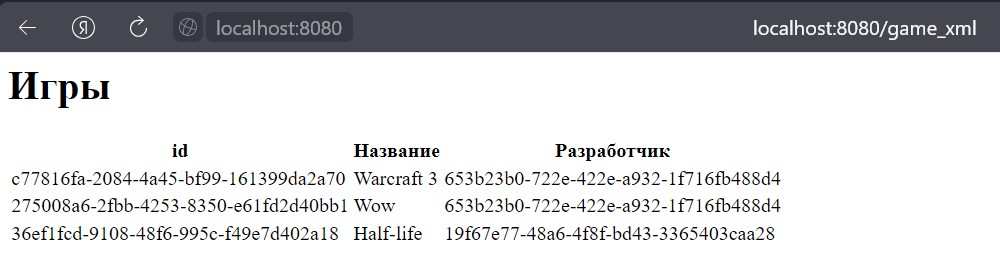 Я localhost:8080 localhost:8080/game_xml
Игры
id Название Разработчик
c77816fa-2084-4a45-bf99-161399da2a70 Warcraft 3 653b23b0-722e-422e-a932-1f716fb488d4
275008a6-2fbb-4253-8350-e61fd2d40bb1 Wow 653b23b0-722e-422e-a932-1f716fb488d4
36ef1fcd-9108-48f6-995c-f49e7d402a18 Half-life 19f67e77-48a6-4f8f-bd43-3365403caa28